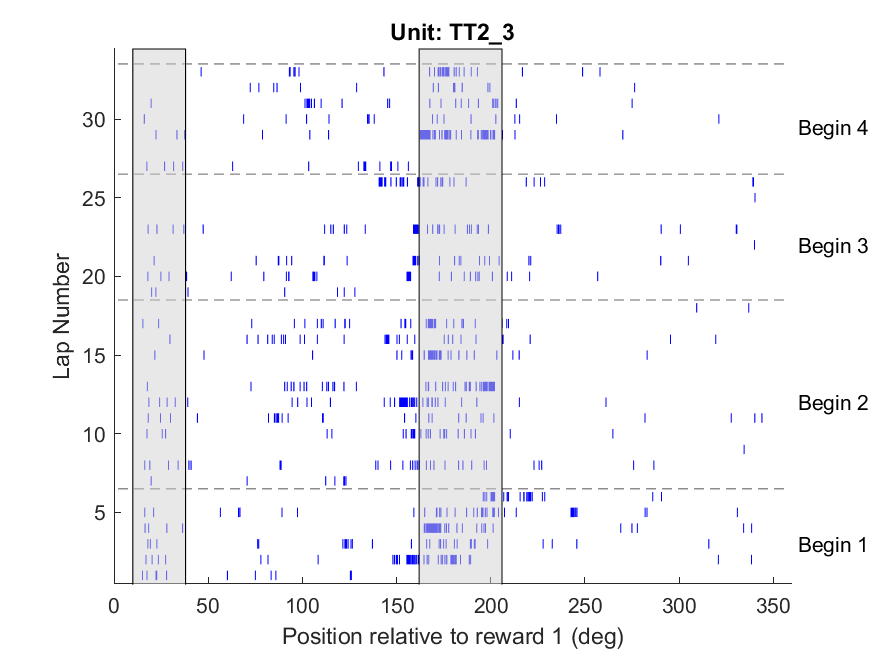 Unit: TT2_3
Lap Number
30
25
20
15
10
5
Begin 4
Begin 3
Begin 2
Begin 1
0 50 100 150 200 250 300 350
Position relative to reward 1 (deg)